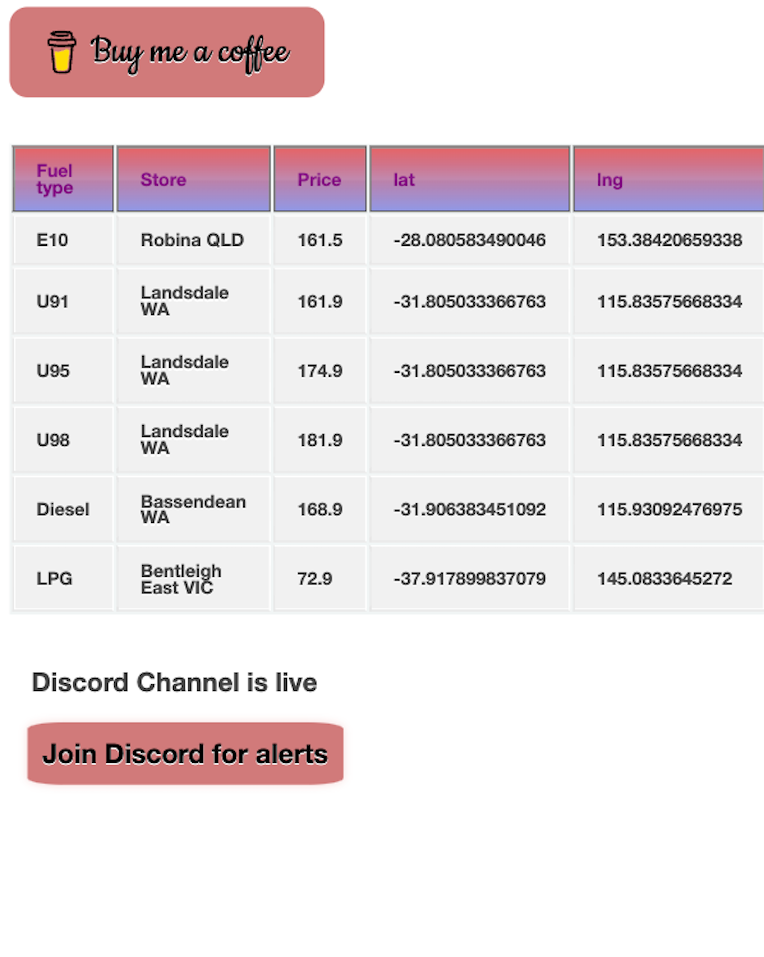 Buy me a coffee
Fuel type Store Price lat lng
E10 Robina QLD 161.5 -28.080583490046 153.38420659338
U91 Landsdale WA 161.9 -31.805033366763 115.83575668334
U95 Landsdale WA 174.9 -31.805033366763 115.83575668334
U98 Landsdale WA 181.9 -31.805033366763 115.83575668334
Diesel Bassendean WA 168.9 -31.906383451092 115.93092476975
LPG Bentleigh East VIC 72.9 -37.917899837079 145.0833645272
Discord Channel is live
Join Discord for alerts